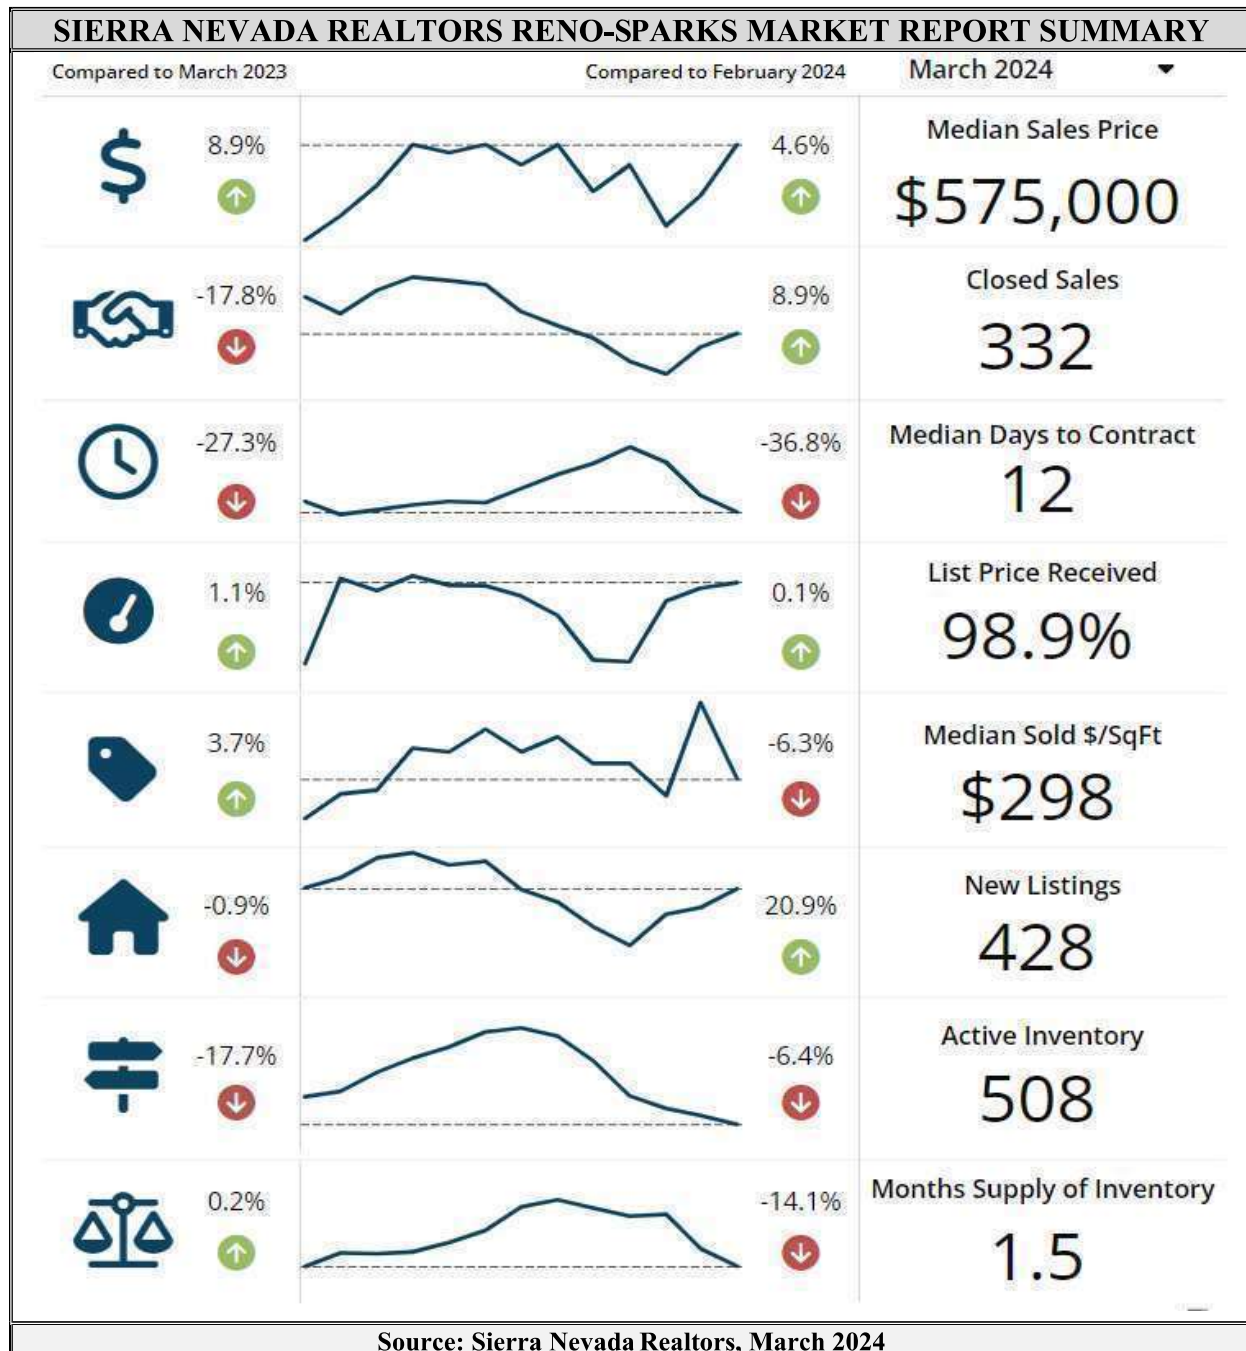 SIERRA NEVADA REALTORS RENO-SPARKS MARKET REPORT SUMMARY
Compared to March 2023 Compared to February 2024 March 2024
8.9% 4.6% Median Sales Price
$575,000
-17.8% 8.9% Closed Sales
332
-27.3% -36.8% Median Days to Contract
12
1.1% 0.1% List Price Received
98.9%
3.7% -6.3% Median Sold $/SqFt
$298
-0.9% 20.9% New Listings
428
-17.7% -6.4% Active Inventory
508
0.2% -14.1% Months Supply of Inventory
1.5
Source: Sierra Nevada Realtors, March 2024